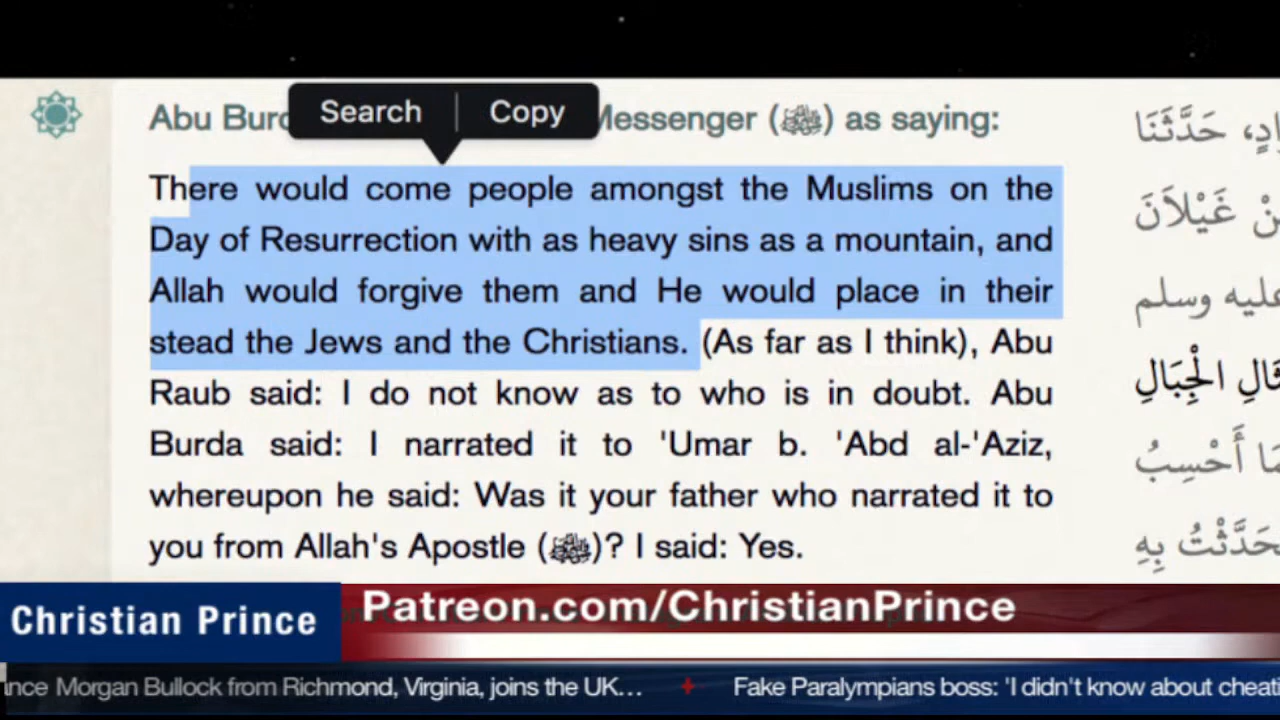 Search Copy
Abu Burd Messenger (ﷺ) as saying:
There would come people amongst the Muslims on the
Day of Resurrection with as heavy sins as a mountain, and
Allah would forgive them and He would place in their
stead the Jews and the Christians. (As far as I think), Abu
Raub said: I do not know as to who is in doubt. Abu
Burda said: I narrated it to 'Umar b. 'Abd al-'Aziz,
whereupon he said: Was it your father who narrated it to
you from Allah's Apostle (ﷺ)? I said: Yes.
حَدَّثَنَا
غَيْلاَنَ
عليه وسلم
الْجِبَالِ
أَحْسِبُ
بِهِ
Christian Prince
Patreon.com/ChristianPrince
nce Morgan Bullock from Richmond, Virginia, joins the UK... Fake Paralympians boss: 'I didn't know about cheati